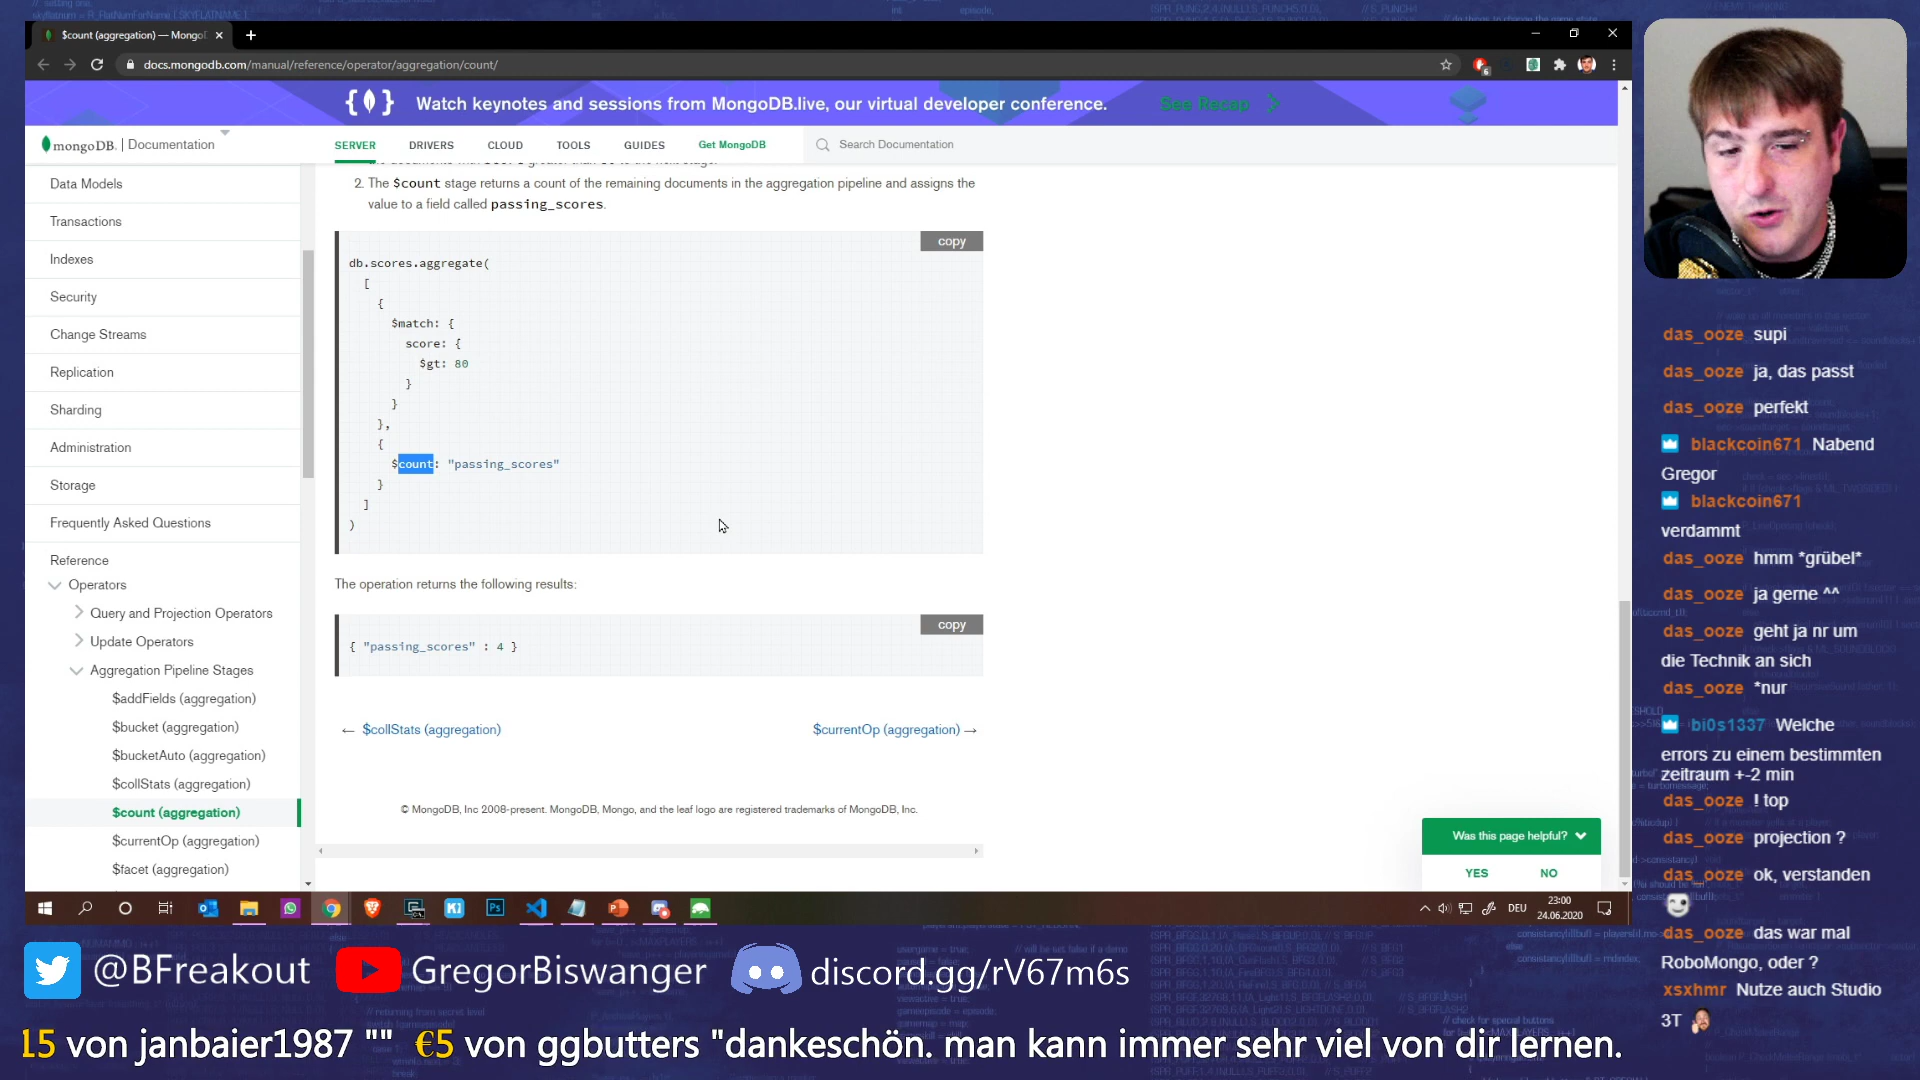 $count (aggregation) — MongoD
docs.mongodb.com/manual/reference/operator/aggregation/count/
Watch keynotes and sessions from MongoDB.live, our virtual developer conference.
See Recap
mongoDB. | Documentation
SERVER
DRIVERS
CLOUD
TOOLS
GUIDES
Get MongoDB
Search Documentation
Data Models
Transactions
Indexes
Security
Change Streams
Administration
Replication
Sharding
Storage
Frequently Asked Questions
Reference
Operators
Query and Projection Operators
Update Operators
Aggregation Pipeline Stages
$addFields (aggregation)
$bucket (aggregation)
$bucketAuto (aggregation)
$collStats (aggregation)
$count (aggregation)
$currentOp (aggregation)
$facet (aggregation)
2. The $count stage returns a count of the remaining documents in the aggregation pipeline and assigns the
value to a field called passing_scores.
copy
db.scores.aggregate(
[
{
$match: {
score: {
$gt: 80
}
}
},
{
$count: "passing_scores"
}
]
)
The operation returns the following results:
copy
{ "passing_scores" : 4 }
← $collStats (aggregation)
$currentOp (aggregation) →
© MongoDB, Inc 2008-present. MongoDB, Mongo, and the leaf logo are registered trademarks of MongoDB, Inc.
Was this page helpful?
YES
NO
DEU
23:00
24.06.2020
das_ooze supi
das_ooze ja, das passt
das_ooze perfekt
blackcoin671 Nabend
Gregor
blackcoin671
verdammt
das_ooze hmm *grübel*
das_ooze ja gerne ^^
das_ooze geht ja nr um
die Technik an sich
das_ooze *nur
bi0s1337 Welche
errors zu einem bestimmten
zeitraum +-2 min
das_ooze ! top
das_ooze projection ?
das_ooze ok, verstanden
das_ooze das war mal
RoboMongo, oder ?
xsxhmr Nutze auch Studio
3T
@BFreakout
GregorBiswanger
discord.gg/rV67m6s
15 von janbaier1987 "" €5 von ggbutters "dankeschön. man kann immer sehr viel von dir lernen.